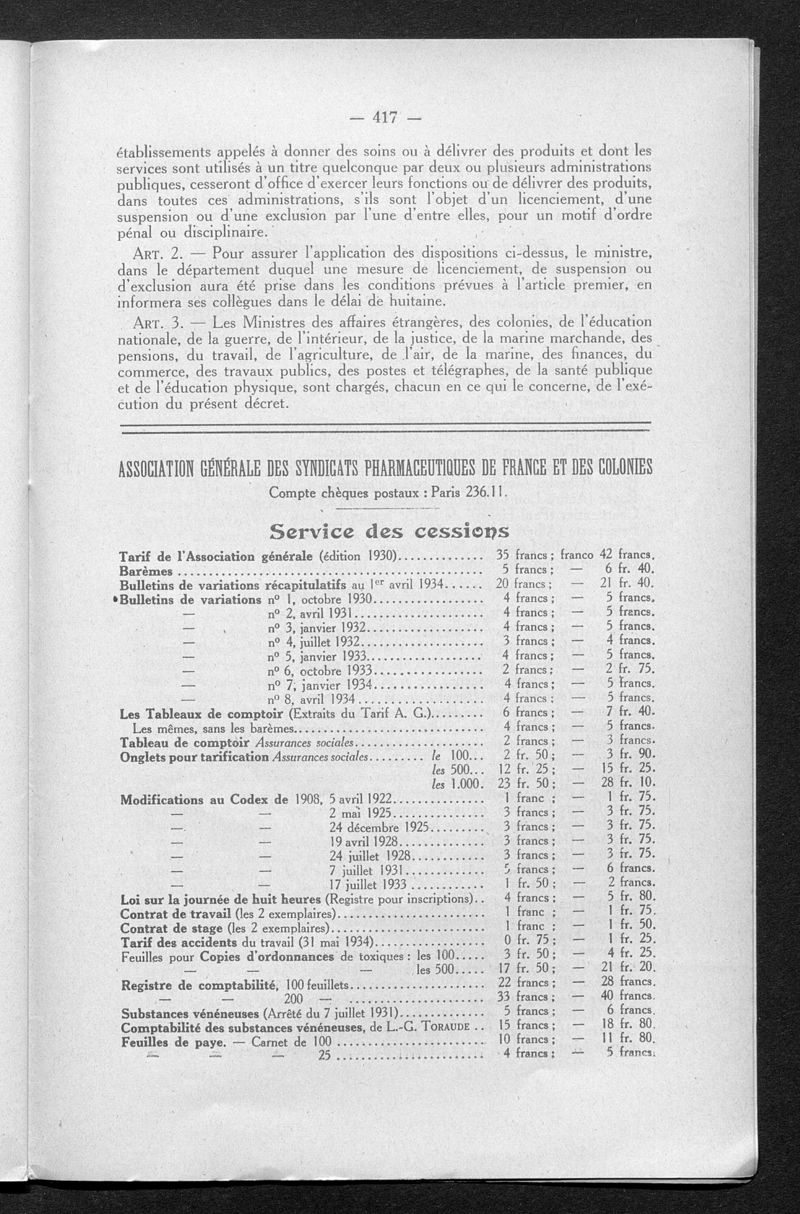 — 417 —
établissements appelés à donner des soins ou à délivrer des produits et dont les
services sont utilisés à un titre quelconque par deux ou plusieurs administrations
publiques, cesseront d'office d'exercer leurs fonctions ou de délivrer des produits,
dans toutes ces administrations, s'ils sont l'objet d'un licenciement, d'une
suspension ou d'une exclusion par l'une d'entre elles, pour un motif d'ordre
pénal ou disciplinaire.
ART. 2. — Pour assurer l'application des dispositions ci-dessus, le ministre,
dans le département duquel une mesure de licenciement, de suspension ou
d'exclusion aura été prise dans les conditions prévues à l'article premier, en
informera ses collègues dans le délai de huitaine.
ART. 3. — Les Ministres des affaires étrangères, des colonies, de l'éducation
nationale, de la guerre, de l'intérieur, de la justice, de la marine marchande, des
pensions, du travail, de l'agriculture, de l'air, de la marine, des finances, du
commerce, des travaux publics, des postes et télégraphes, de la santé publique
et de l'éducation physique, sont chargés, chacun en ce qui le concerne, de l'exé-
cution du présent décret.
ASSOCIATION GÉNÉRALE DES SYNDICATS PHARMACEUTIQUES DE FRANCE ET DES COLONIES
Compte chèques postaux : Paris 236.11.
Service des cessions
Tarif de l'Association générale (édition 1930).............. 35 francs ; franco 42 francs.
Barèmes .............................................. 5 francs ; — 6 fr. 40.
Bulletins de variations récapitulatifs au 1er avril 1934...... 20 francs ; — 21 fr. 40.
Bulletins de variations nº 1, octobre 1930.................. 4 francs ; — 5 francs.
— nº 2, avril 1931..................... 4 francs ; — 5 francs.
— nº 3, janvier 1932................... 4 francs ; — 5 francs.
— nº 4, juillet 1932.................... 3 francs ; — 4 francs.
— nº 5, janvier 1933................... 4 francs ; — 5 francs.
— nº 6, octobre 1933.................. 2 francs ; — 2 fr. 75.
— nº 7, janvier 1934.................. 4 francs ; — 5 francs.
— nº 8, avril 1934 .................... 4 francs ; — 5 francs.
Les Tableaux de comptoir (Extraits du Tarif A. G.)......... 6 francs ; — 7 fr. 40.
Les mêmes, sans les barèmes............................... 4 francs ; — 5 francs.
Tableau de comptoir Assurances sociales..................... 2 francs ; — 3 francs.
Onglets pour tarification Assurances sociales......... le 100... 2 fr. 50 ; — 3 fr. 90.
les 500... 12 fr. 25 ; — 15 fr. 25.
les 1.000. 23 fr. 50 ; — 28 fr. 10.
Modifications au Codex de 1908, 5 avril 1922............... 1 franc ; — 1 fr. 75.
— — 2 mai 1925............... 3 francs ; — 3 fr. 75.
— — 24 décembre 1925......... 3 francs ; — 3 fr. 75.
— — 19 avril 1928.............. 3 francs ; — 3 fr. 75.
— — 24 juillet 1928............ 3 francs ; — 3 fr. 75.
— — 7 juillet 1931............. 5 francs ; — 6 francs.
— — 17 juillet 1933 ............ 1 fr. 50 ; — 2 francs.
Loi sur la journée de huit heures (Registre pour inscriptions).. 4 francs ; — 5 fr. 80.
Contrat de travail (les 2 exemplaires)........................ 1 franc ; — 1 fr. 75.
Contrat de stage (les 2 exemplaires)......................... 1 franc ; — 1 fr. 50.
Tarif des accidents du travail (31 mai 1934).................. 0 fr. 75 ; — 1 fr. 25.
Feuilles pour Copies d'ordonnances de toxiques : les 100..... 3 fr. 50 ; — 4 fr. 25.
— — — les 500..... 17 fr. 50 ; — 21 fr. 20.
Registre de comptabilité, 100 feuillets...................... 22 francs ; — 28 francs.
— — 200 — ...................... 33 francs ; — 40 francs.
Substances vénéneuses (Arrêté du 7 juillet 1931).............. 5 francs ; — 6 francs.
Comptabilité des substances vénéneuses, de L.-G. TORAUDE .. 15 francs ; — 18 fr. 80.
Feuilles de paye. — Carnet de 100 ........................ 10 francs ; — 11 fr. 80.
— — — 25 ........................ 4 francs ; — 5 francs.